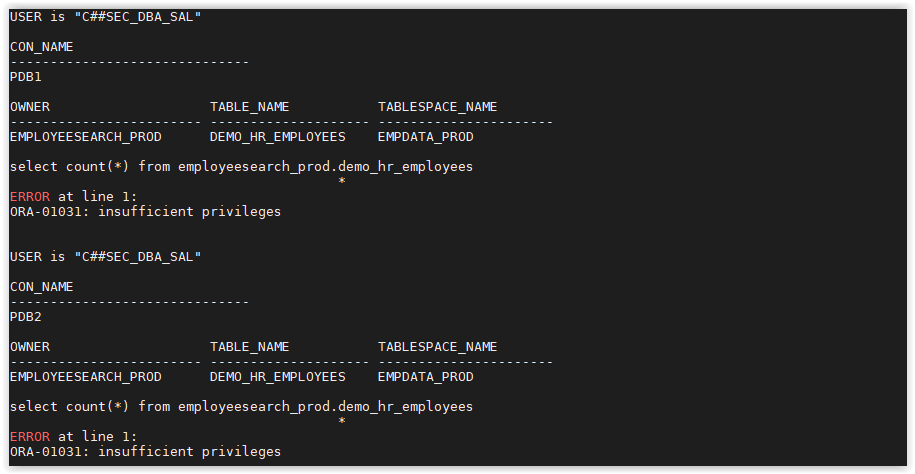 USER is "C##SEC_DBA_SAL"
CON_NAME
------------------------------
PDB1
OWNER                    TABLE_NAME           TABLESPACE_NAME
------------------------ -------------------- ----------------------
EMPLOYEESEARCH_PROD      DEMO_HR_EMPLOYEES    EMPDATA_PROD
select count(*) from employeesearch_prod.demo_hr_employees
                                         *
ERROR at line 1:
ORA-01031: insufficient privileges
USER is "C##SEC_DBA_SAL"
CON_NAME
------------------------------
PDB2
OWNER                    TABLE_NAME           TABLESPACE_NAME
------------------------ -------------------- ----------------------
EMPLOYEESEARCH_PROD      DEMO_HR_EMPLOYEES    EMPDATA_PROD
select count(*) from employeesearch_prod.demo_hr_employees
                                         *
ERROR at line 1:
ORA-01031: insufficient privileges